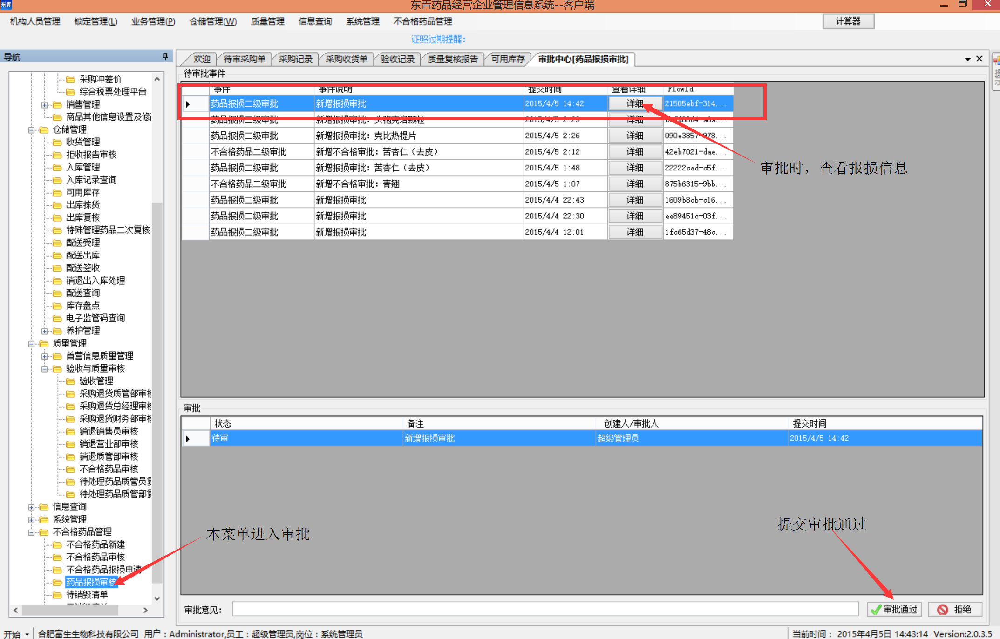 东青
东青药品经营企业管理信息系统--客户端
机构人员管理 锁定管理(L) 业务管理(P) 仓储管理(W) 质量管理 信息查询 系统管理 不合格药品管理 计算器
证照过期提醒：
导航
采购冲差价
综合税票处理平台
销售管理
商品其他信息设置及修
仓储管理
收货管理
拒收报告审核
入库管理
入库记录查询
可用库存
出库拣货
出库复核
特殊管理药品二次复核
配送受理
配送出库
配送签收
销退出入库处理
配送查询
库存盘点
电子监管码查询
养护管理
质量管理
首营信息质量管理
验收与质量审核
验收管理
采购退货质管部审核
采购退货总经理审核
采购退货财务部审核
销退销售员审核
销退营业部审核
销退质管部审核
不合格药品审核
待处理药品质管员复
待处理药品质管部复
信息查询
系统管理
不合格药品管理
不合格药品新建
不合格药品审核
不合格药品报损申请
药品报损审核
待销毁清单
欢迎 待审采购单 采购记录 采购收货单 验收记录 质量复核报告 可用库存 审批中心[药品报损审批]
提示
待审批事件
事件 事件说明 提交时间 查看详细 FlowId
药品报损二级审批 新增报损审批 2015/4/5 14:42 详细 21505ebf-314...
药品报损二级审批 新增报损审批：头孢克洛颗粒 2015/4/5 2:29 详细
药品报损二级审批 新增报损审批：克比热提片 2015/4/5 2:26 详细 090e3857-978...
不合格药品二级审批 新增不合格审批：苦杏仁（去皮） 2015/4/5 2:12 详细 42eb7021-dae...
药品报损二级审批 新增报损审批：苦杏仁（去皮） 2015/4/5 1:48 详细 22222cad-c5f...
不合格药品二级审批 新增不合格审批：青翘 2015/4/5 1:07 详细 875b6315-9bb...
药品报损二级审批 新增报损审批 2015/4/4 22:43 详细 1609b8cb-c16...
药品报损二级审批 新增报损审批 2015/4/4 22:30 详细 ee89451c-03f...
药品报损二级审批 新增报损审批 2015/4/4 12:01 详细 1fc65d37-48c...
审批时，查看报损信息
审批
状态 备注 创建人/审批人 提交时间
待审 新增报损审批 超级管理员 2015/4/5 14:42
本菜单进入审批
提交审批通过
审批意见： 审批通过 拒绝
开始 合肥富生生物科技有限公司 用户：Administrator,员工：超级管理员,岗位：系统管理员 当前时间： 2015年4月5日 14:43:14 Version:2.0.3.5